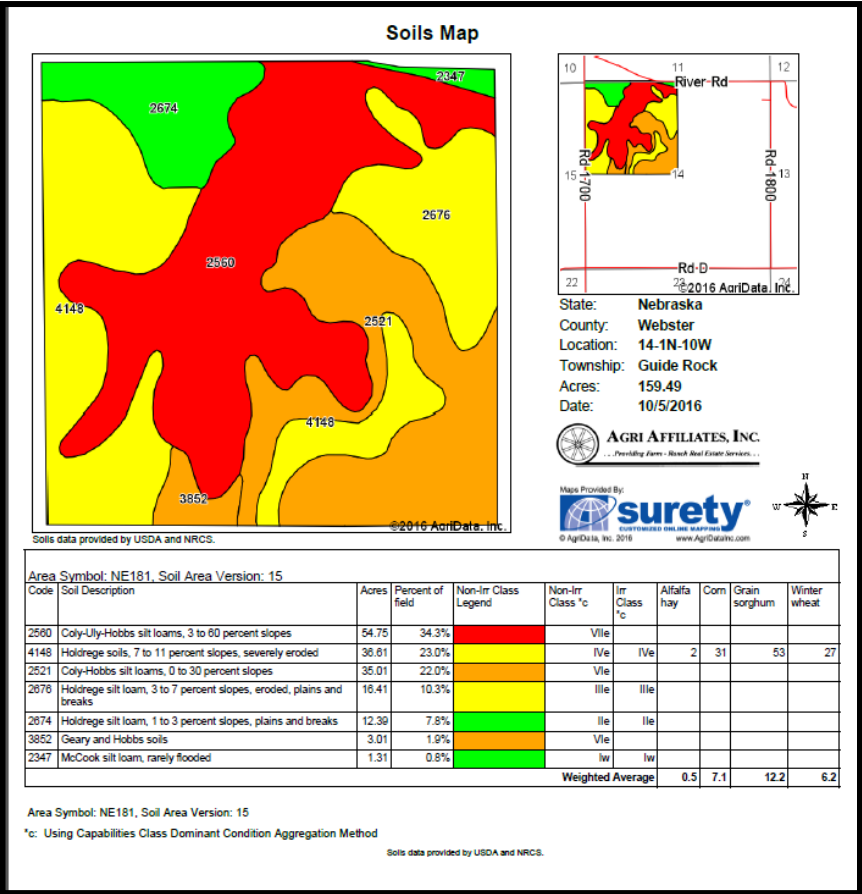 Soils Map
2347
2674
2676
2560
4148
2521
4148
3852
©2016 AgriData, Inc.
Soils data provided by USDA and NRCS.
10 11 12
River Rd
Rd 1700
Rd 1800
15 14 13
Rd D
22 23 24
©2016 AgriData, Inc.
State: Nebraska
County: Webster
Location: 14-1N-10W
Township: Guide Rock
Acres: 159.49
Date: 10/5/2016
AGRI AFFILIATES, INC.
. . .Providing Farm - Ranch Real Estate Services. . .
Maps Provided By:
surety®
CUSTOMIZED ONLINE MAPPING
© AgriData, Inc. 2016 www.AgriDataInc.com
N
W E
S
Area Symbol: NE181, Soil Area Version: 15
Code Soil Description Acres Percent of field Non-Irr Class Legend Non-Irr Class *c Irr Class *c Alfalfa hay Corn Grain sorghum Winter wheat
2560 Coly-Uly-Hobbs silt loams, 3 to 60 percent slopes 54.75 34.3% VIIe
4148 Holdrege soils, 7 to 11 percent slopes, severely eroded 36.61 23.0% IVe IVe 2 31 53 27
2521 Coly-Hobbs silt loams, 0 to 30 percent slopes 35.01 22.0% VIe
2676 Holdrege silt loam, 3 to 7 percent slopes, eroded, plains and breaks 16.41 10.3% IIIe IIIe
2674 Holdrege silt loam, 1 to 3 percent slopes, plains and breaks 12.39 7.8% IIe IIe
3852 Geary and Hobbs soils 3.01 1.9% VIe
2347 McCook silt loam, rarely flooded 1.31 0.8% Iw Iw
Weighted Average 0.5 7.1 12.2 6.2
Area Symbol: NE181, Soil Area Version: 15
*c: Using Capabilities Class Dominant Condition Aggregation Method
Soils data provided by USDA and NRCS.